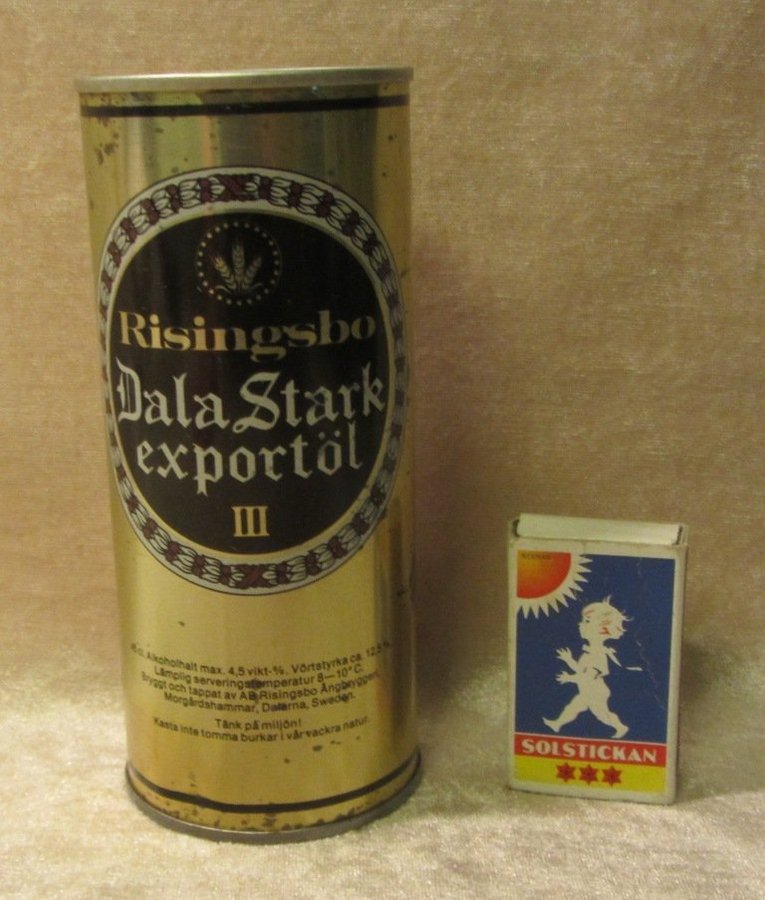 Risingsbo
Dala Stark
exportöl
III
45 cl. Alkoholhalt max. 4,5 vikt-%. Vörtstyrka ca. 12,5 %.
Lämplig serveringstemperatur 8—10° C.
Bryggt och tappat av AB Risingsbo Ångbryggeri,
Morgårdshammar, Dalarna, Sweden.
Tänk på miljön!
Kasta inte tomma burkar i vår vackra natur.
SOLSTICKAN